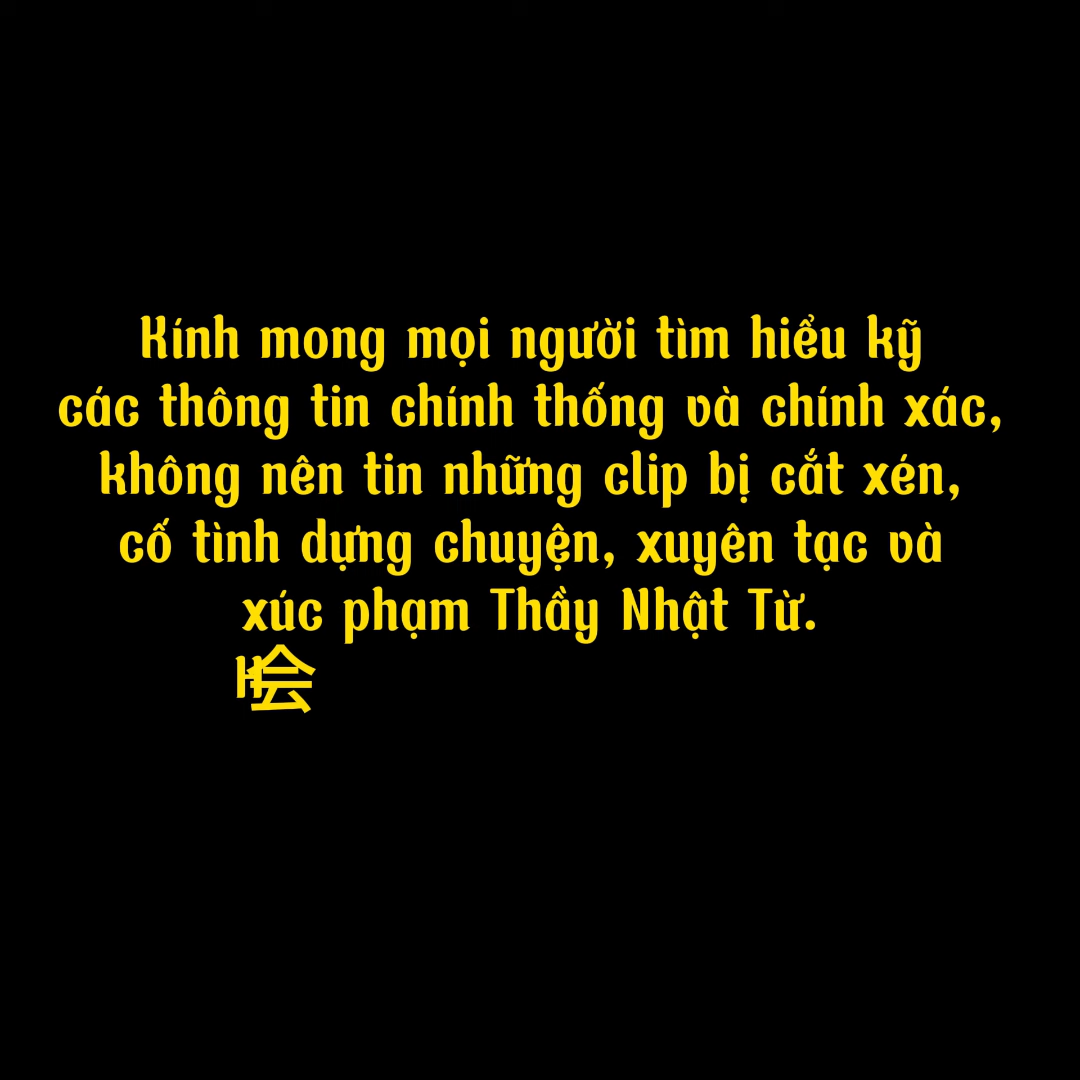 Kính mong mọi người tìm hiểu kỹ
các thông tin chính thống và chính xác,
không nên tin những clip bị cắt xén,
cố tình dựng chuyện, xuyên tạc và
xúc phạm Thầy Nhật Từ.